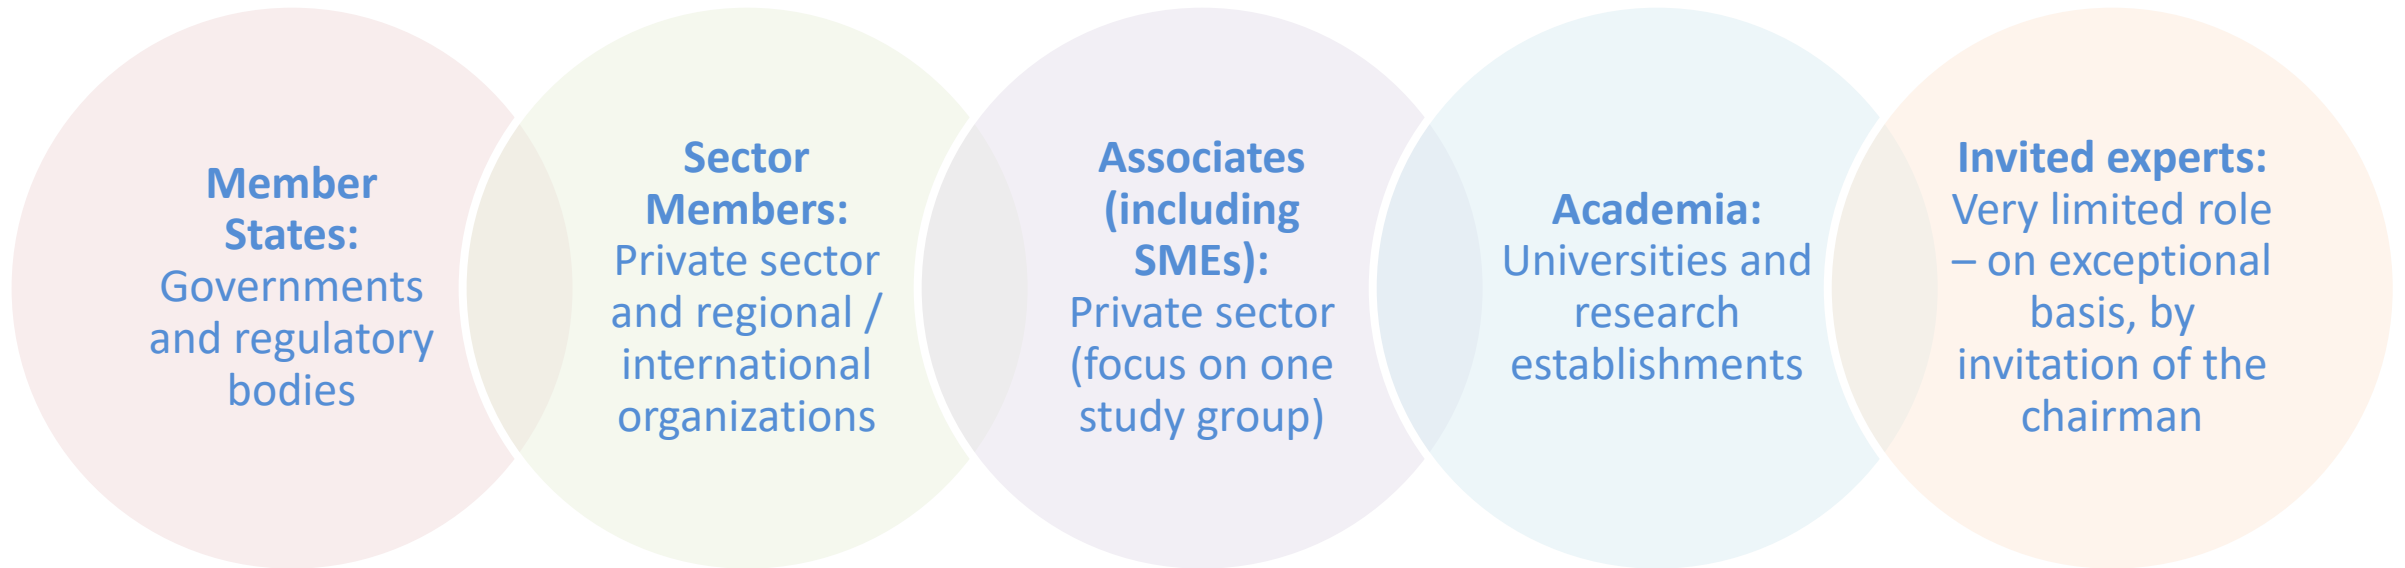 Member
States:
Governments
and regulatory
bodies
Sector
Members:
Private sector
and regional /
international
organizations
Associates
(including
SMEs):
Private sector
(focus on one
study group)
Academia:
Universities and
research
establishments
Invited experts:
Very limited role
– on exceptional
basis, by
invitation of the
chairman